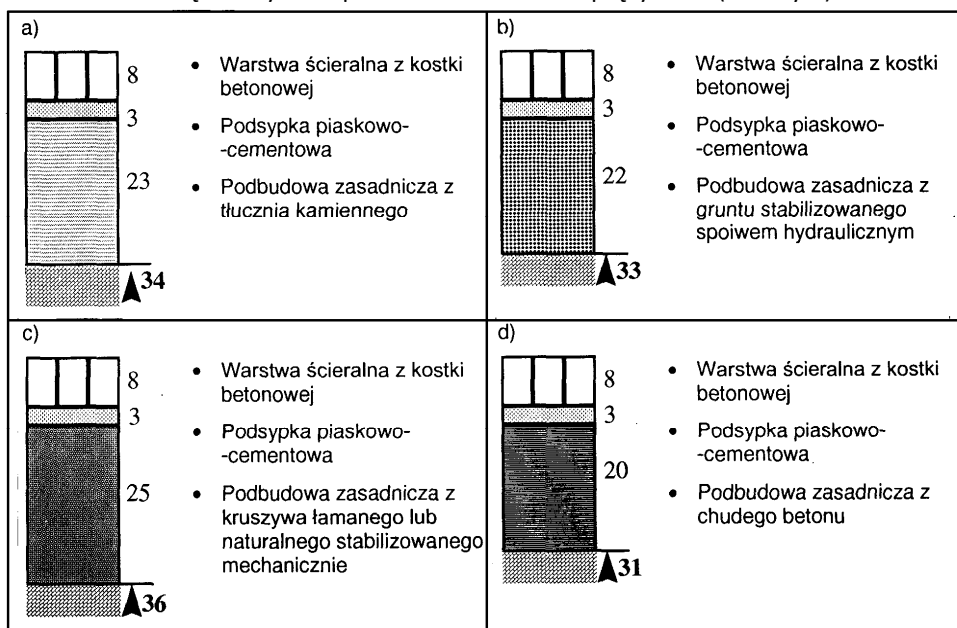 a)
8
3
23
34
• Warstwa ścieralna z kostki
betonowej
• Podsypka piaskowo-
-cementowa
• Podbudowa zasadnicza z
tłucznia kamiennego
b)
8
3
22
33
• Warstwa ścieralna z kostki
betonowej
• Podsypka piaskowo-
-cementowa
• Podbudowa zasadnicza z
gruntu stabilizowanego
spoiwem hydraulicznym
c)
8
3
25
36
• Warstwa ścieralna z kostki
betonowej
• Podsypka piaskowo-
-cementowa
• Podbudowa zasadnicza z
kruszywa łamanego lub
naturalnego stabilizowanego
mechanicznie
d)
8
3
20
31
• Warstwa ścieralna z kostki
betonowej
• Podsypka piaskowo-
-cementowa
• Podbudowa zasadnicza z
chudego betonu